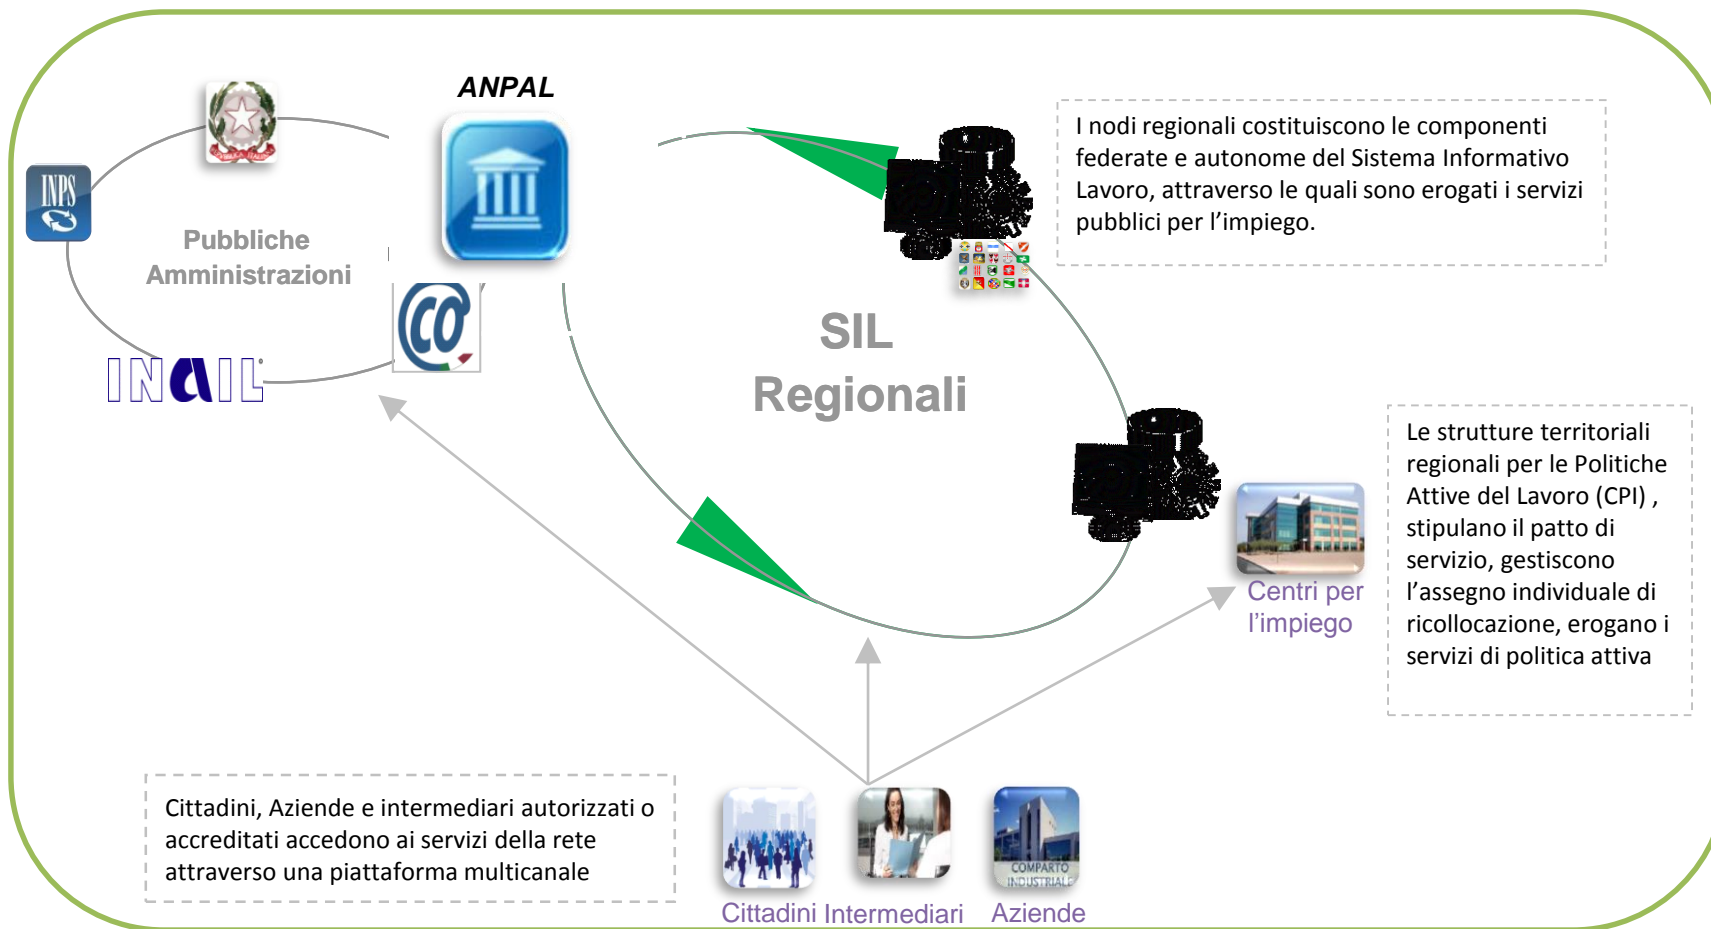 ANPAL
INPS
Pubbliche
Amministrazioni
CO
INAIL
SIL
Regionali
I nodi regionali costituiscono le componenti
federate e autonome del Sistema Informativo
Lavoro, attraverso le quali sono erogati i servizi
pubblici per l’impiego.
Le strutture territoriali
regionali per le Politiche
Attive del Lavoro (CPI) ,
stipulano il patto di
servizio, gestiscono
l’assegno individuale di
ricollocazione, erogano i
servizi di politica attiva
Centri per
l’impiego
Cittadini, Aziende e intermediari autorizzati o
accreditati accedono ai servizi della rete
attraverso una piattaforma multicanale
COMPARTO
INDUSTRIALE
Cittadini
Intermediari
Aziende